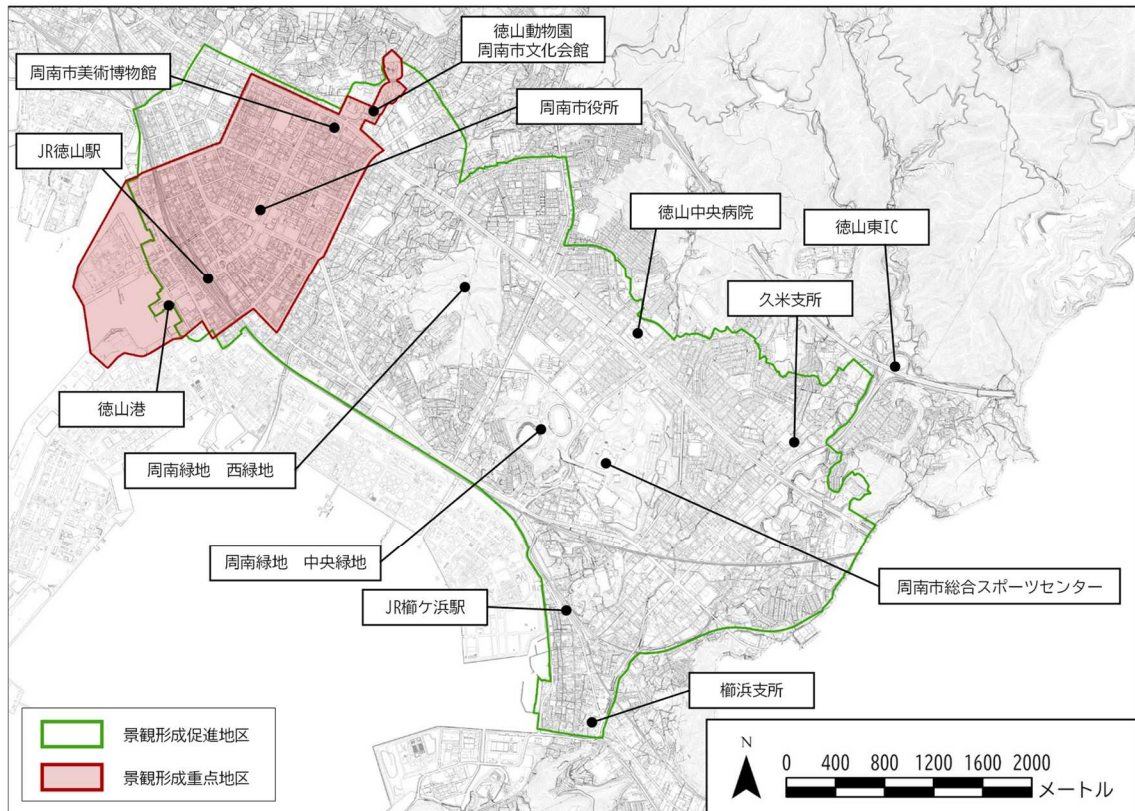 徳山動物園
周南市文化会館
周南市美術博物館
周南市役所
JR徳山駅
徳山中央病院
徳山東IC
久米支所
徳山港
周南緑地 西緑地
周南緑地 中央緑地
周南市総合スポーツセンター
JR櫛ケ浜駅
櫛浜支所
景観形成促進地区
景観形成重点地区
N
0 400 800 1200 1600 2000
メートル